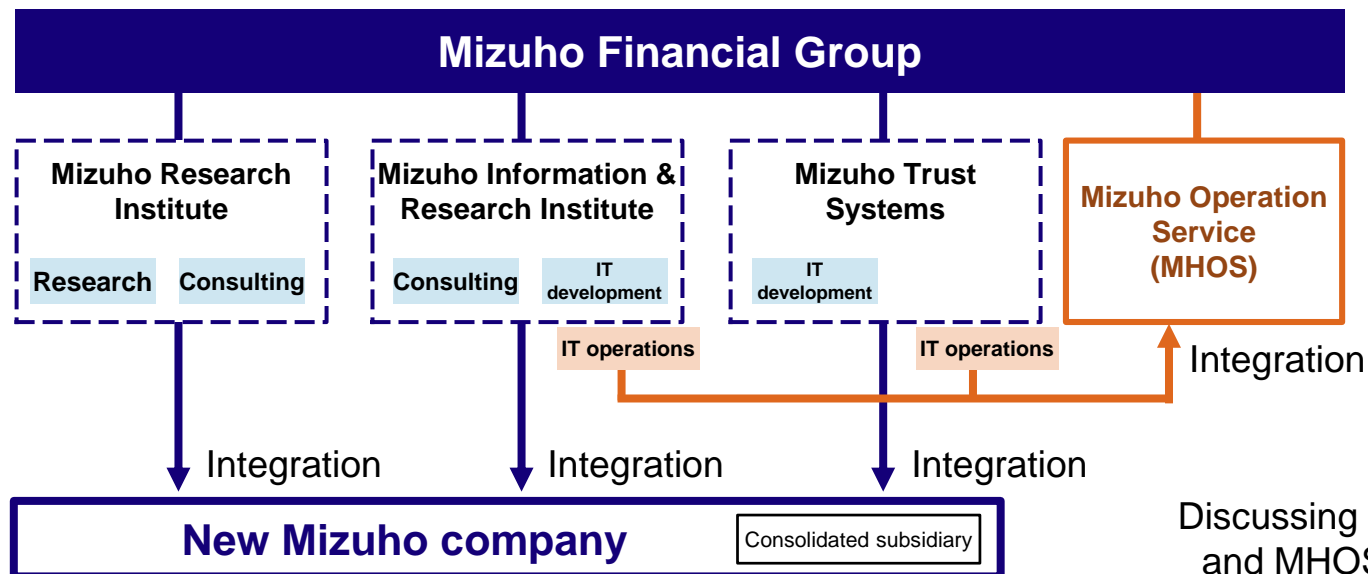 Mizuho Financial Group
Mizuho Research
Institute
Research
Consulting
Mizuho Information &
Research Institute
Consulting
IT
development
IT operations
Mizuho Trust
Systems
IT
development
IT operations
Mizuho Operation
Service
(MHOS)
Integration
Integration
Integration
Integration
New Mizuho company
Consolidated subsidiary
Discussing
and MHOS